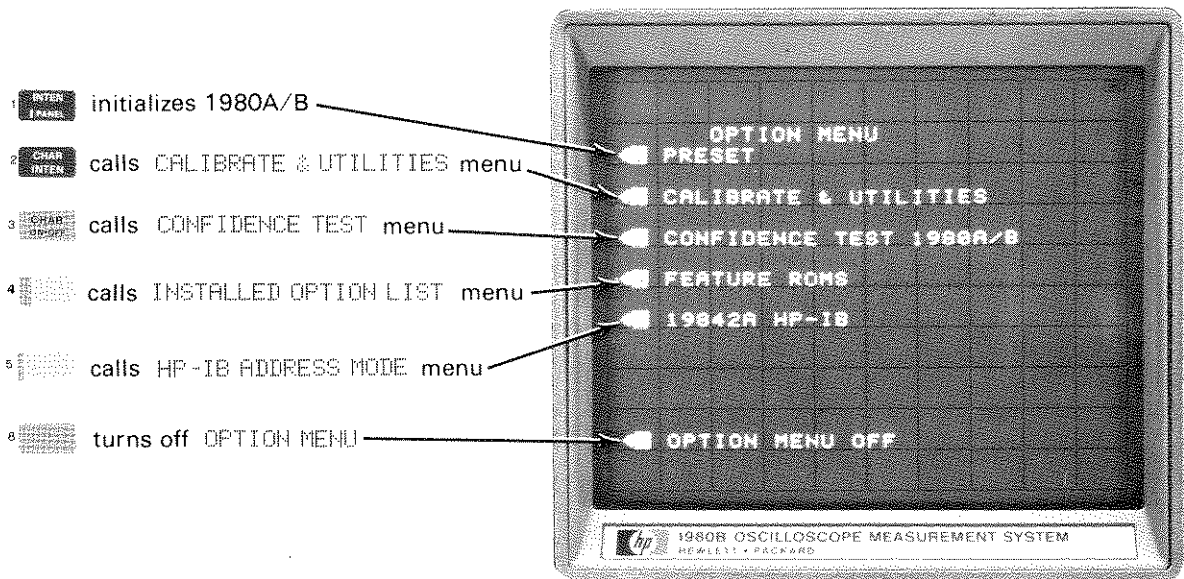 1 INTEN
PANEL
initializes 1980A/B
2 CHAR
INTEN
calls CALIBRATE & UTILITIES menu
3 CHAR
ON-OFF
calls CONFIDENCE TEST menu
4 calls INSTALLED OPTION LIST menu
5 calls HP-IB ADDRESS MODE menu
8 turns off OPTION MENU
OPTION MENU
PRESET
CALIBRATE & UTILITIES
CONFIDENCE TEST 1980A/B
FEATURE ROMS
19842A HP-IB
OPTION MENU OFF
hp 1980B OSCILLOSCOPE MEASUREMENT SYSTEM
HEWLETT • PACKARD